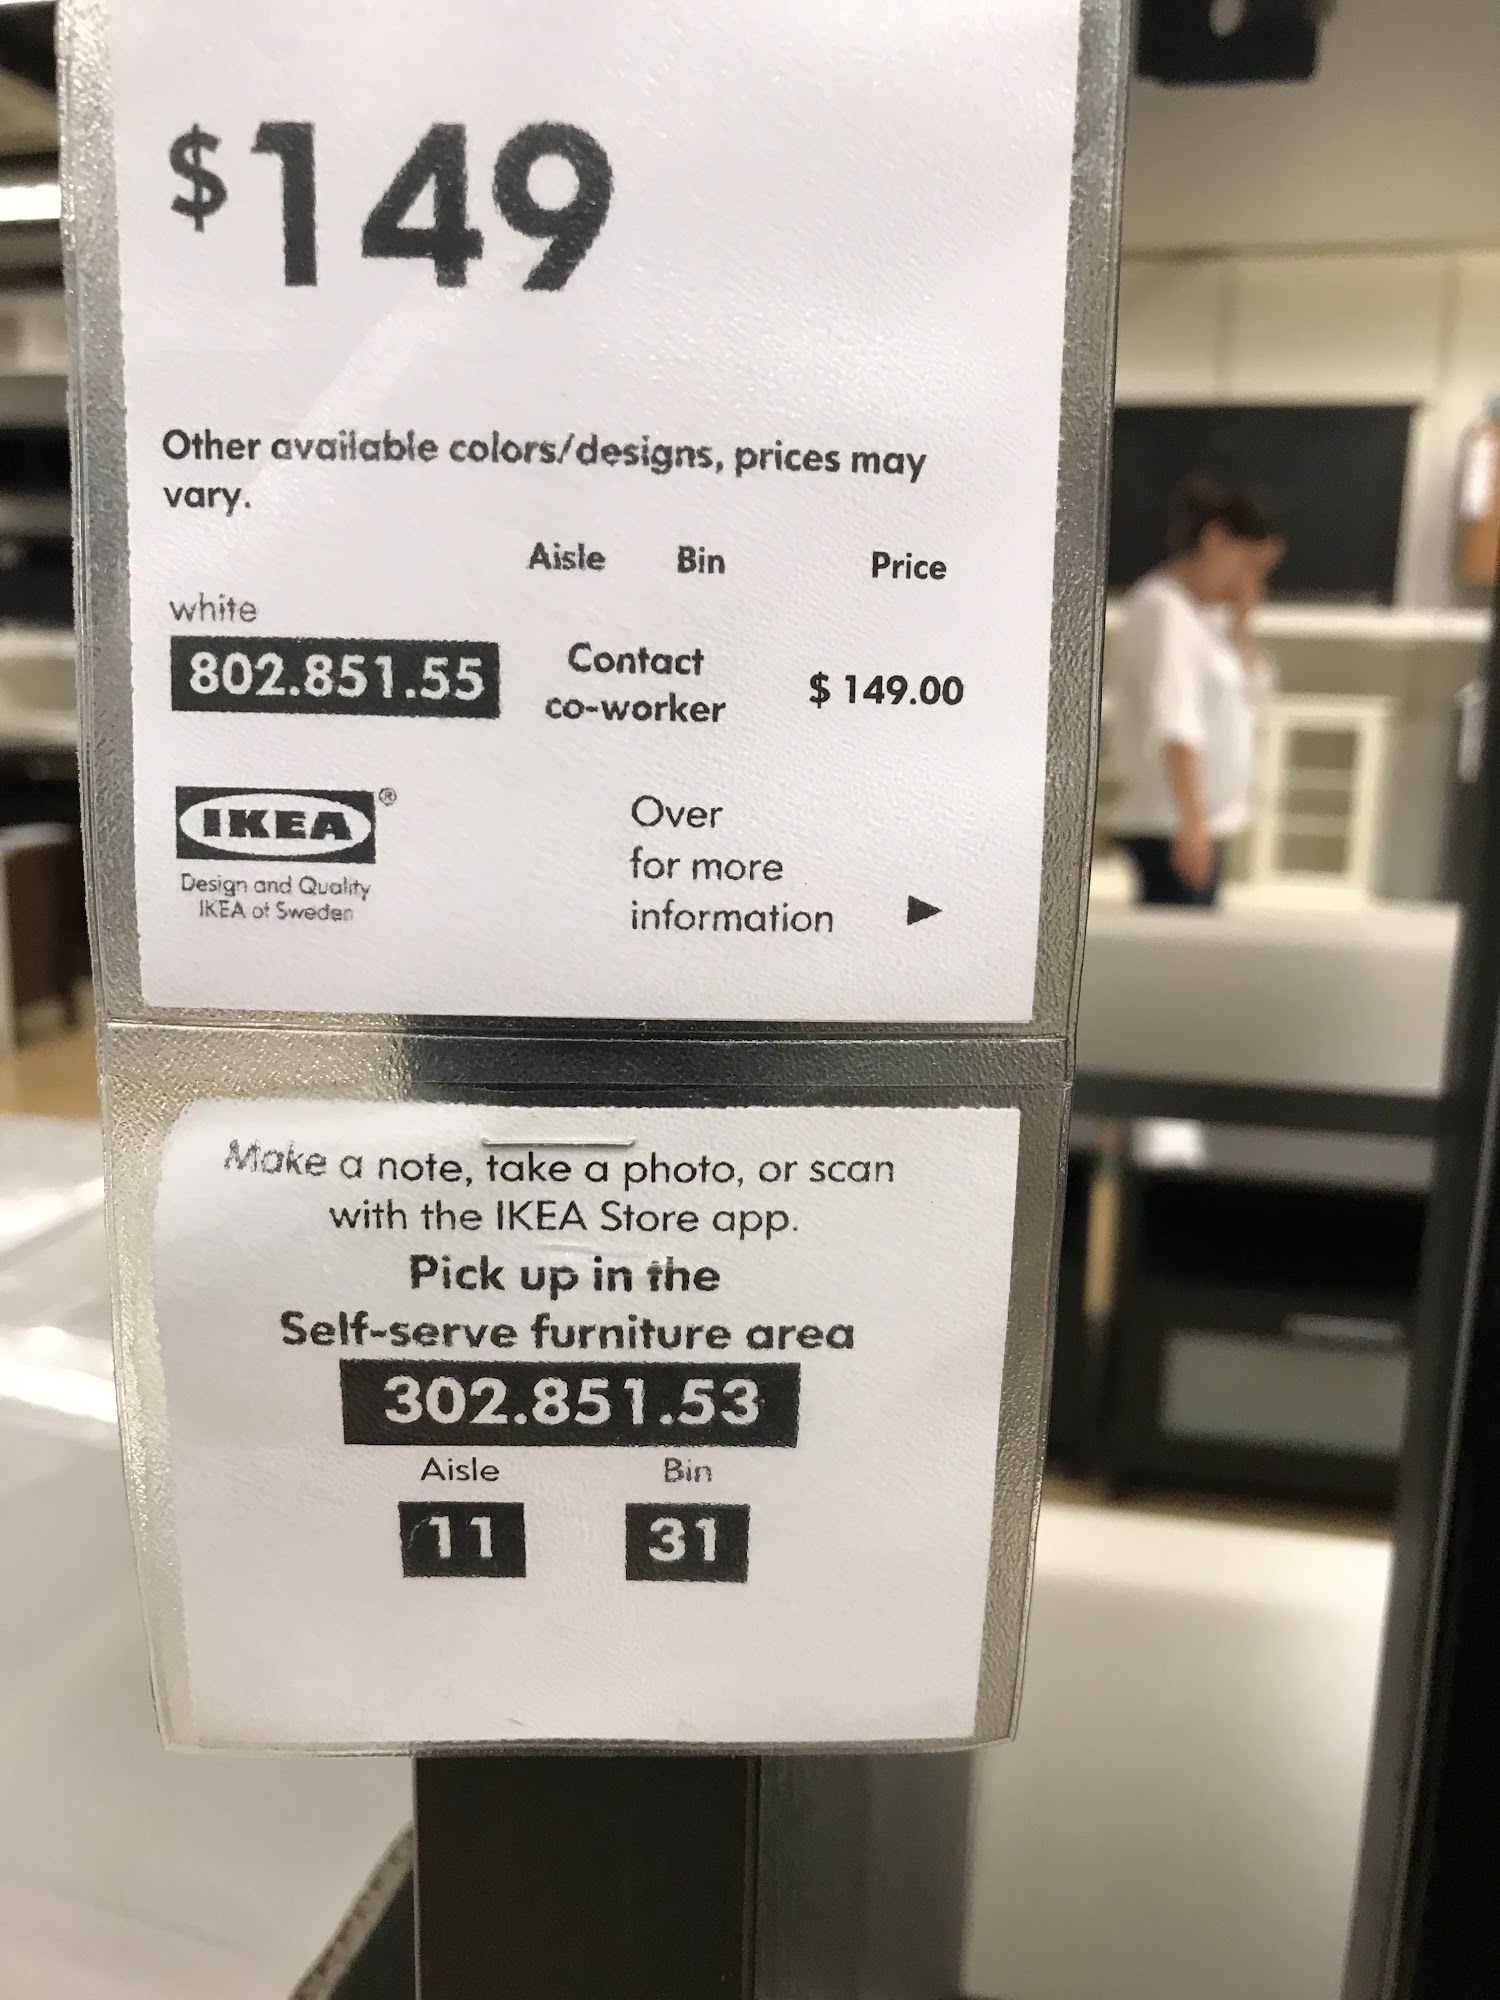 $149
Other available colors/designs, prices may
vary.
Aisle Bin Price
white
802.851.55 Contact co-worker $ 149.00
IKEA®
Design and Quality
IKEA of Sweden
Over
for more
information ►
Make a note, take a photo, or scan
with the IKEA Store app.
Pick up in the
Self-serve furniture area
302.851.53
Aisle Bin
11 31